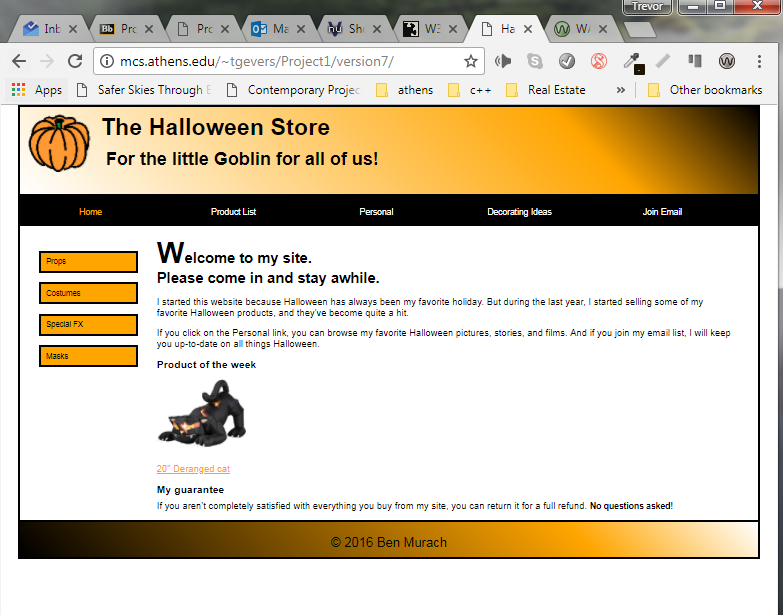 Trevor
Inb
Bb Pro
Pro
Ma
Sh
W3
Ha
W
mcs.athens.edu/~tgevers/Project1/version7/
Apps Safer Skies Through E Contemporary Projec athens c++ Real Estate » Other bookmarks
The Halloween Store
For the little Goblin for all of us!
Home Product List Personal Decorating Ideas Join Email
Props
Costumes
Special FX
Masks
Welcome to my site.
Please come in and stay awhile.
I started this website because Halloween has always been my favorite holiday. But during the last year, I started selling some of my
favorite Halloween products, and they've become quite a hit.
If you click on the Personal link, you can browse my favorite Halloween pictures, stories, and films. And if you join my email list, I will keep
you up-to-date on all things Halloween.
Product of the week
20" Deranged cat
My guarantee
If you aren't completely satisfied with everything you buy from my site, you can return it for a full refund. No questions asked!
© 2016 Ben Murach